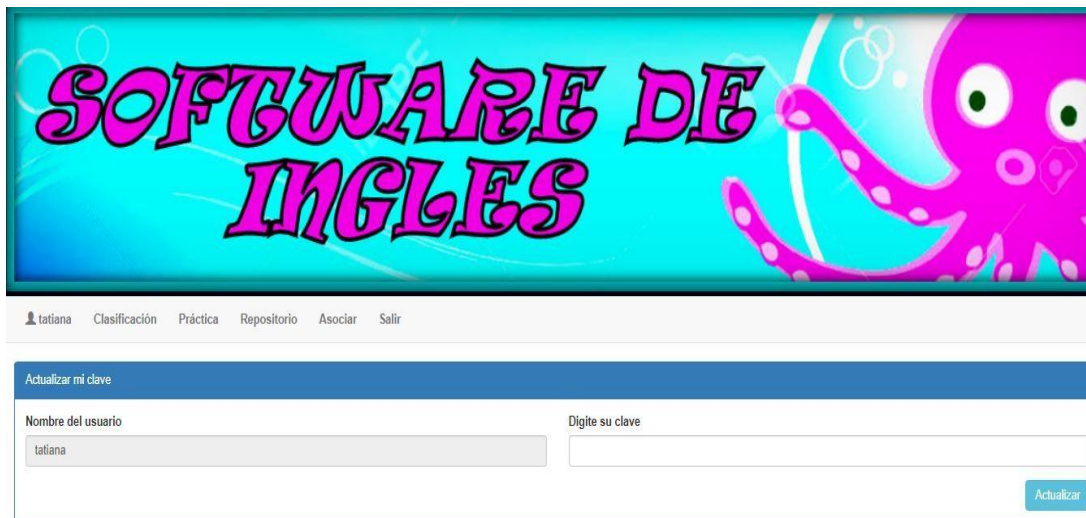 SOFTWARE DE
INGLES
tatiana Clasificación Práctica Repositorio Asociar Salir
Actualizar mi clave
Nombre del usuario Digite su clave
tatiana
Actualizar